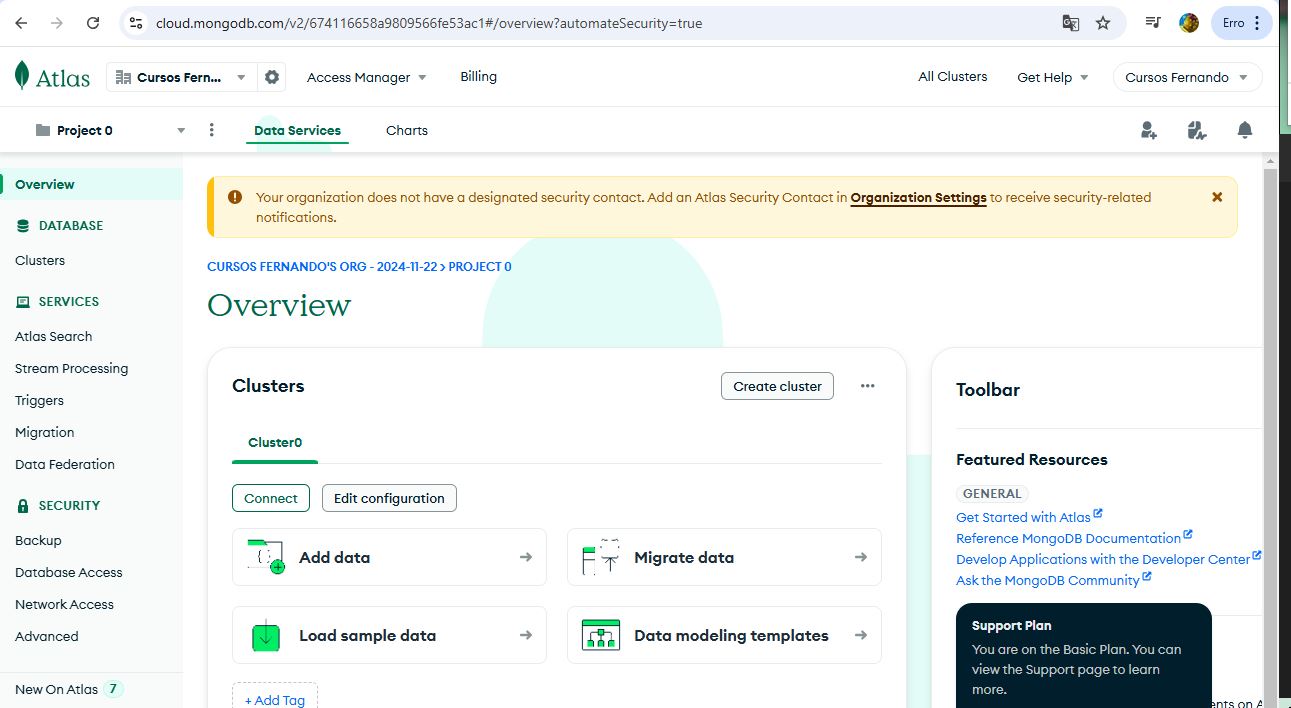 cloud.mongodb.com/v2/674116658a9809566fe53ac1#/overview?automateSecurity=true
Erro
Atlas
Cursos Fern...
Access Manager
Billing
All Clusters
Get Help
Cursos Fernando
Project 0
Data Services
Charts
Overview
DATABASE
Clusters
SERVICES
Atlas Search
Stream Processing
Triggers
Migration
Data Federation
SECURITY
Backup
Database Access
Network Access
Advanced
New On Atlas 7
Your organization does not have a designated security contact. Add an Atlas Security Contact in Organization Settings to receive security-related
notifications.
CURSOS FERNANDO'S ORG - 2024-11-22 > PROJECT 0
Overview
Clusters
Create cluster
Cluster0
Connect
Edit configuration
Add data
Migrate data
Load sample data
Data modeling templates
+ Add Tag
Toolbar
Featured Resources
GENERAL
Get Started with Atlas
Reference MongoDB Documentation
Develop Applications with the Developer Center
Ask the MongoDB Community
Support Plan
You are on the Basic Plan. You can
view the Support page to learn
more.